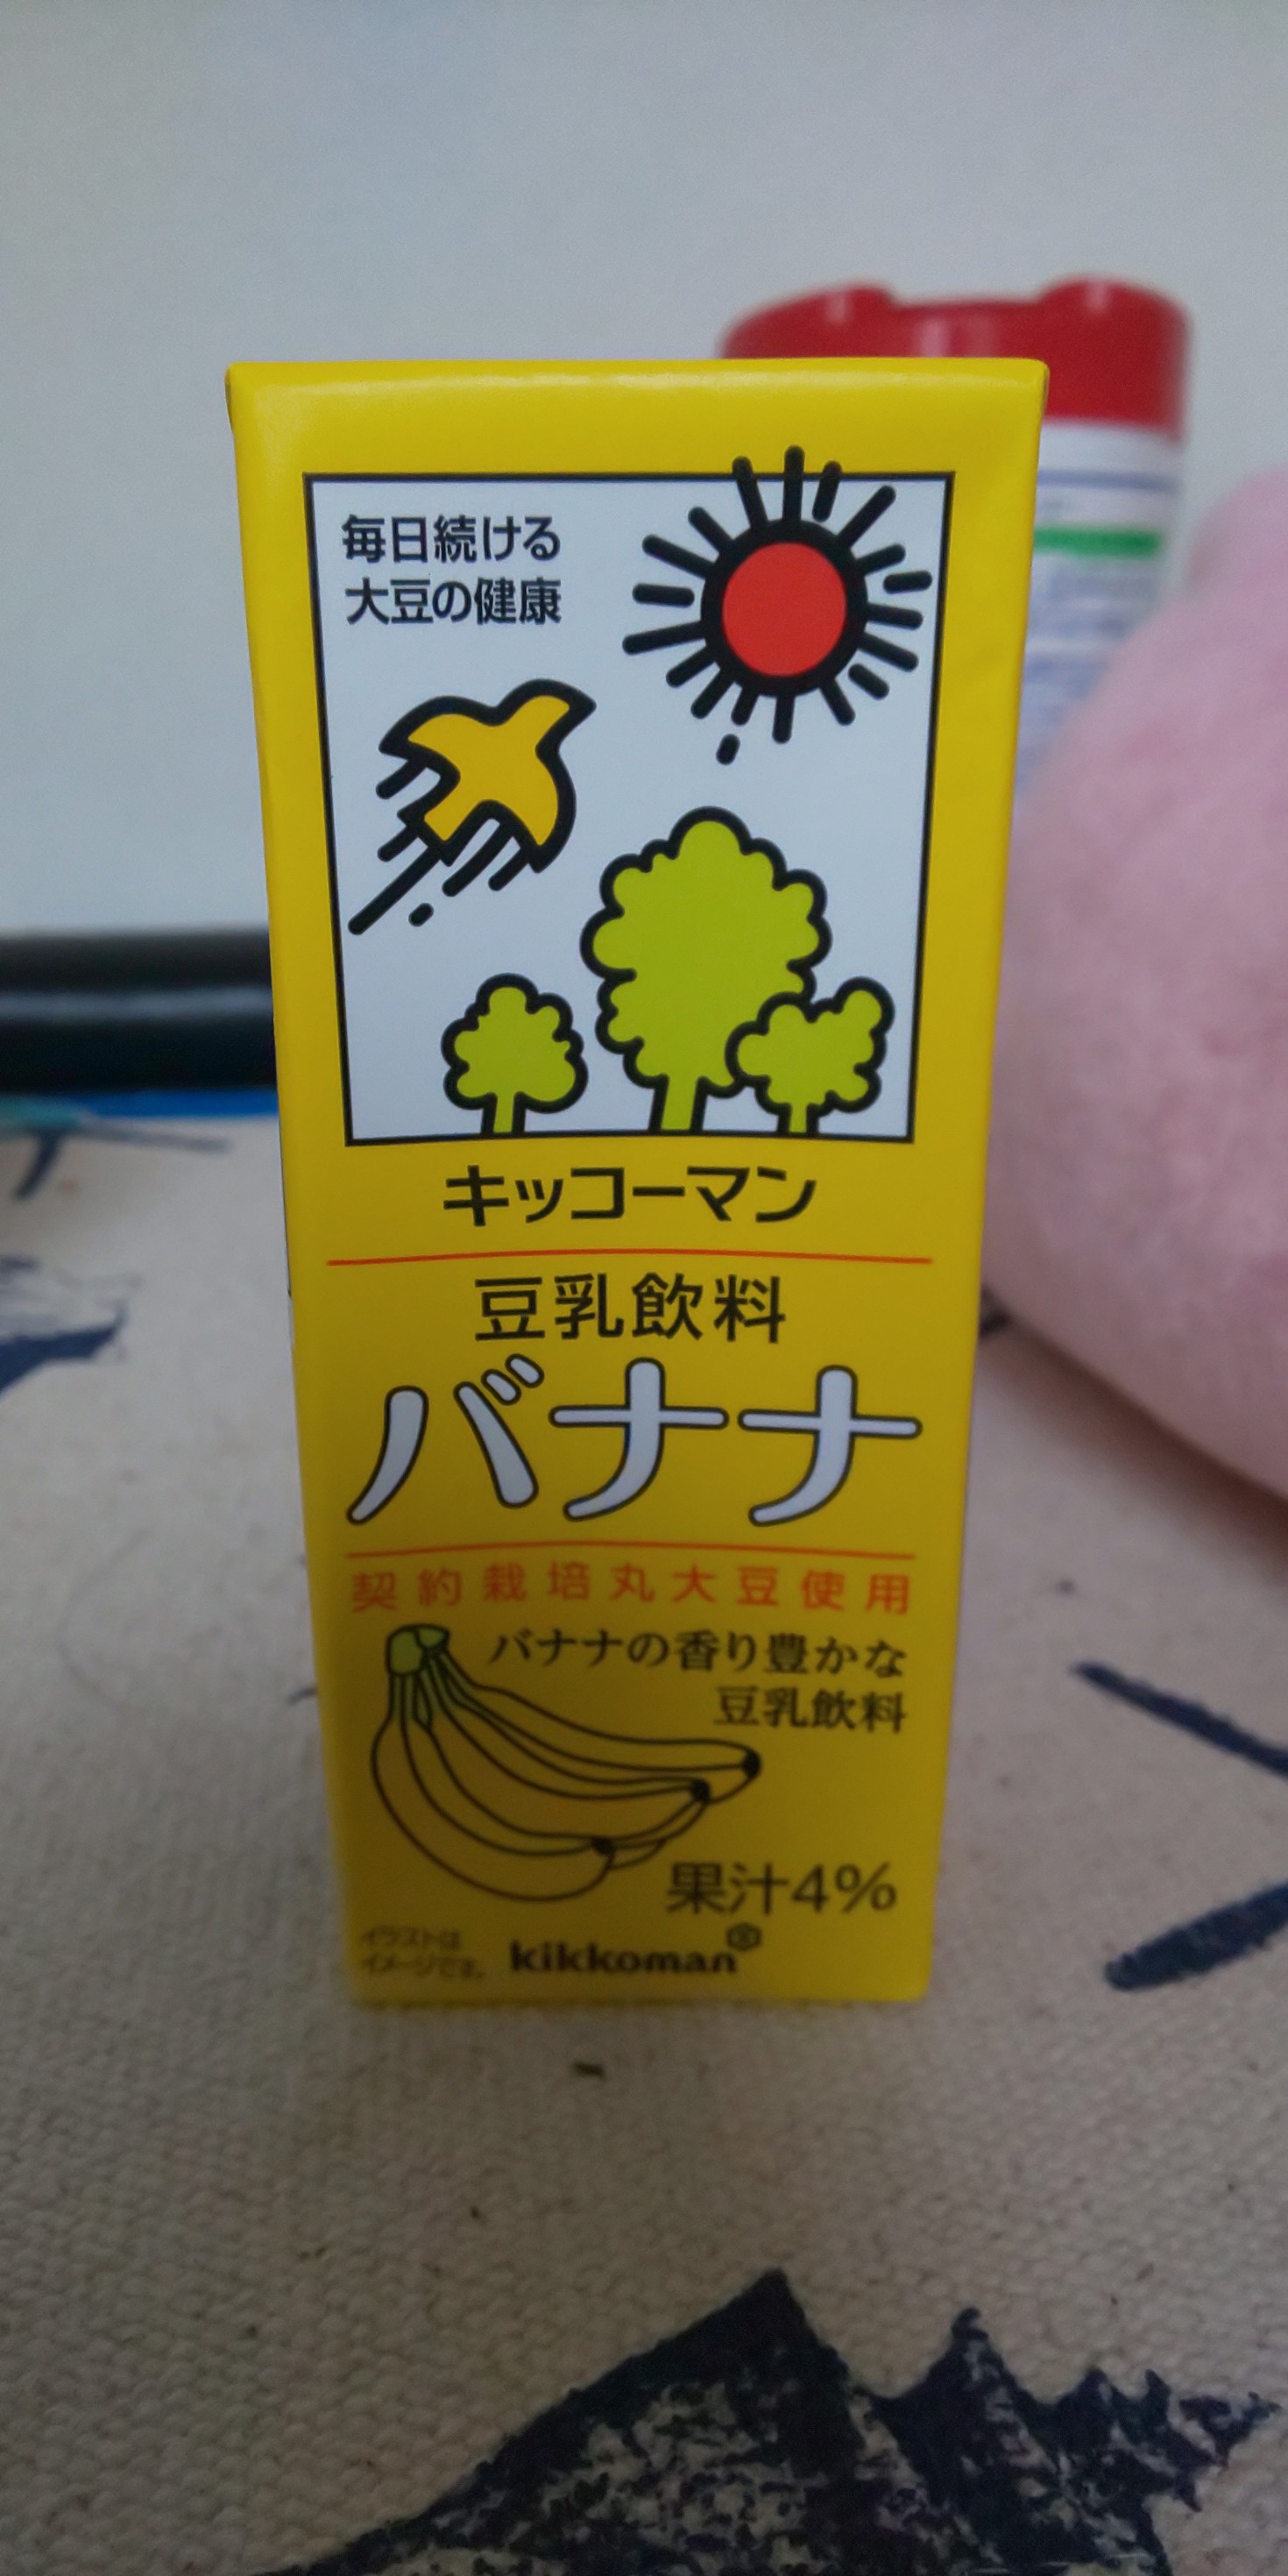 毎日続ける
大豆の健康
キッコーマン
豆乳飲料
バナナ
契約栽培丸大豆使用
バナナの香り豊かな
豆乳飲料
果汁4%
イラストは
イメージです。
kikkoman